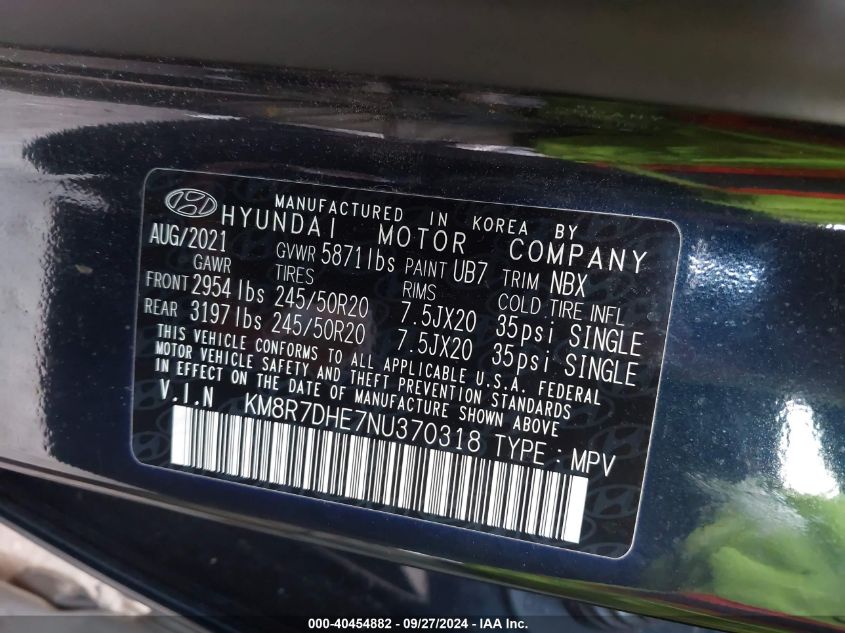 MANUFACTURED IN KOREA BY
HYUNDAI MOTOR COMPANY
AUG/2021 GVWR 5871lbs PAINT UB7 TRIM NBX
GAWR TIRES RIMS COLD TIRE INFL
FRONT 2954lbs 245/50R20 7.5JX20 35psi SINGLE
REAR 3197lbs 245/50R20 7.5JX20 35psi SINGLE
THIS VEHICLE CONFORMS TO ALL APPLICABLE U.S.A. FEDERAL
MOTOR VEHICLE SAFETY AND THEFT PREVENTION STANDARDS
IN EFFECT ON THE DATE OF MANUFACTURE SHOWN ABOVE
V.I.N KM8R7DHE7NU370318 TYPE : MPV
000-40454882 / 09/27/2024 - IAA Inc.